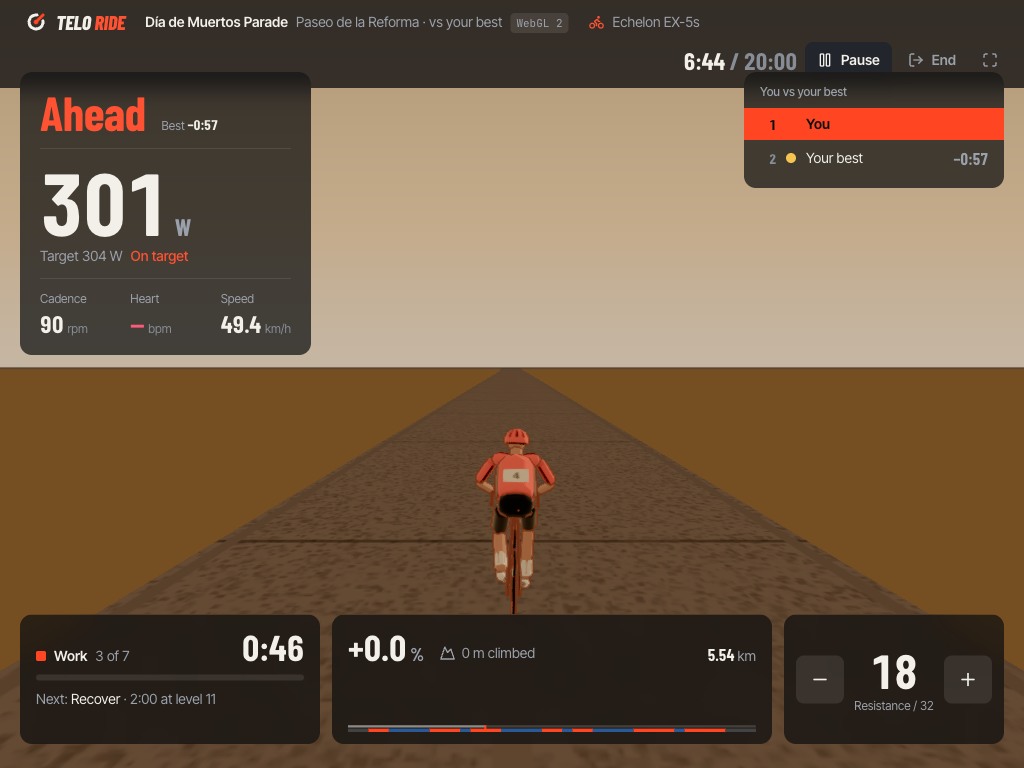 TELO RIDE Día de Muertos Parade Paseo de la Reforma · vs your best WebGL 2 Echelon EX-5s
6:44 / 20:00 Pause End
Ahead Best –0:57
301 W
Target 304 W On target
Cadence Heart Speed
90 rpm – bpm 49.4 km/h
You vs your best
1 You
2 Your best –0:57
4
Work 3 of 7 0:46
Next: Recover · 2:00 at level 11
+0.0 % 0 m climbed 5.54 km
– 18 +
Resistance / 32